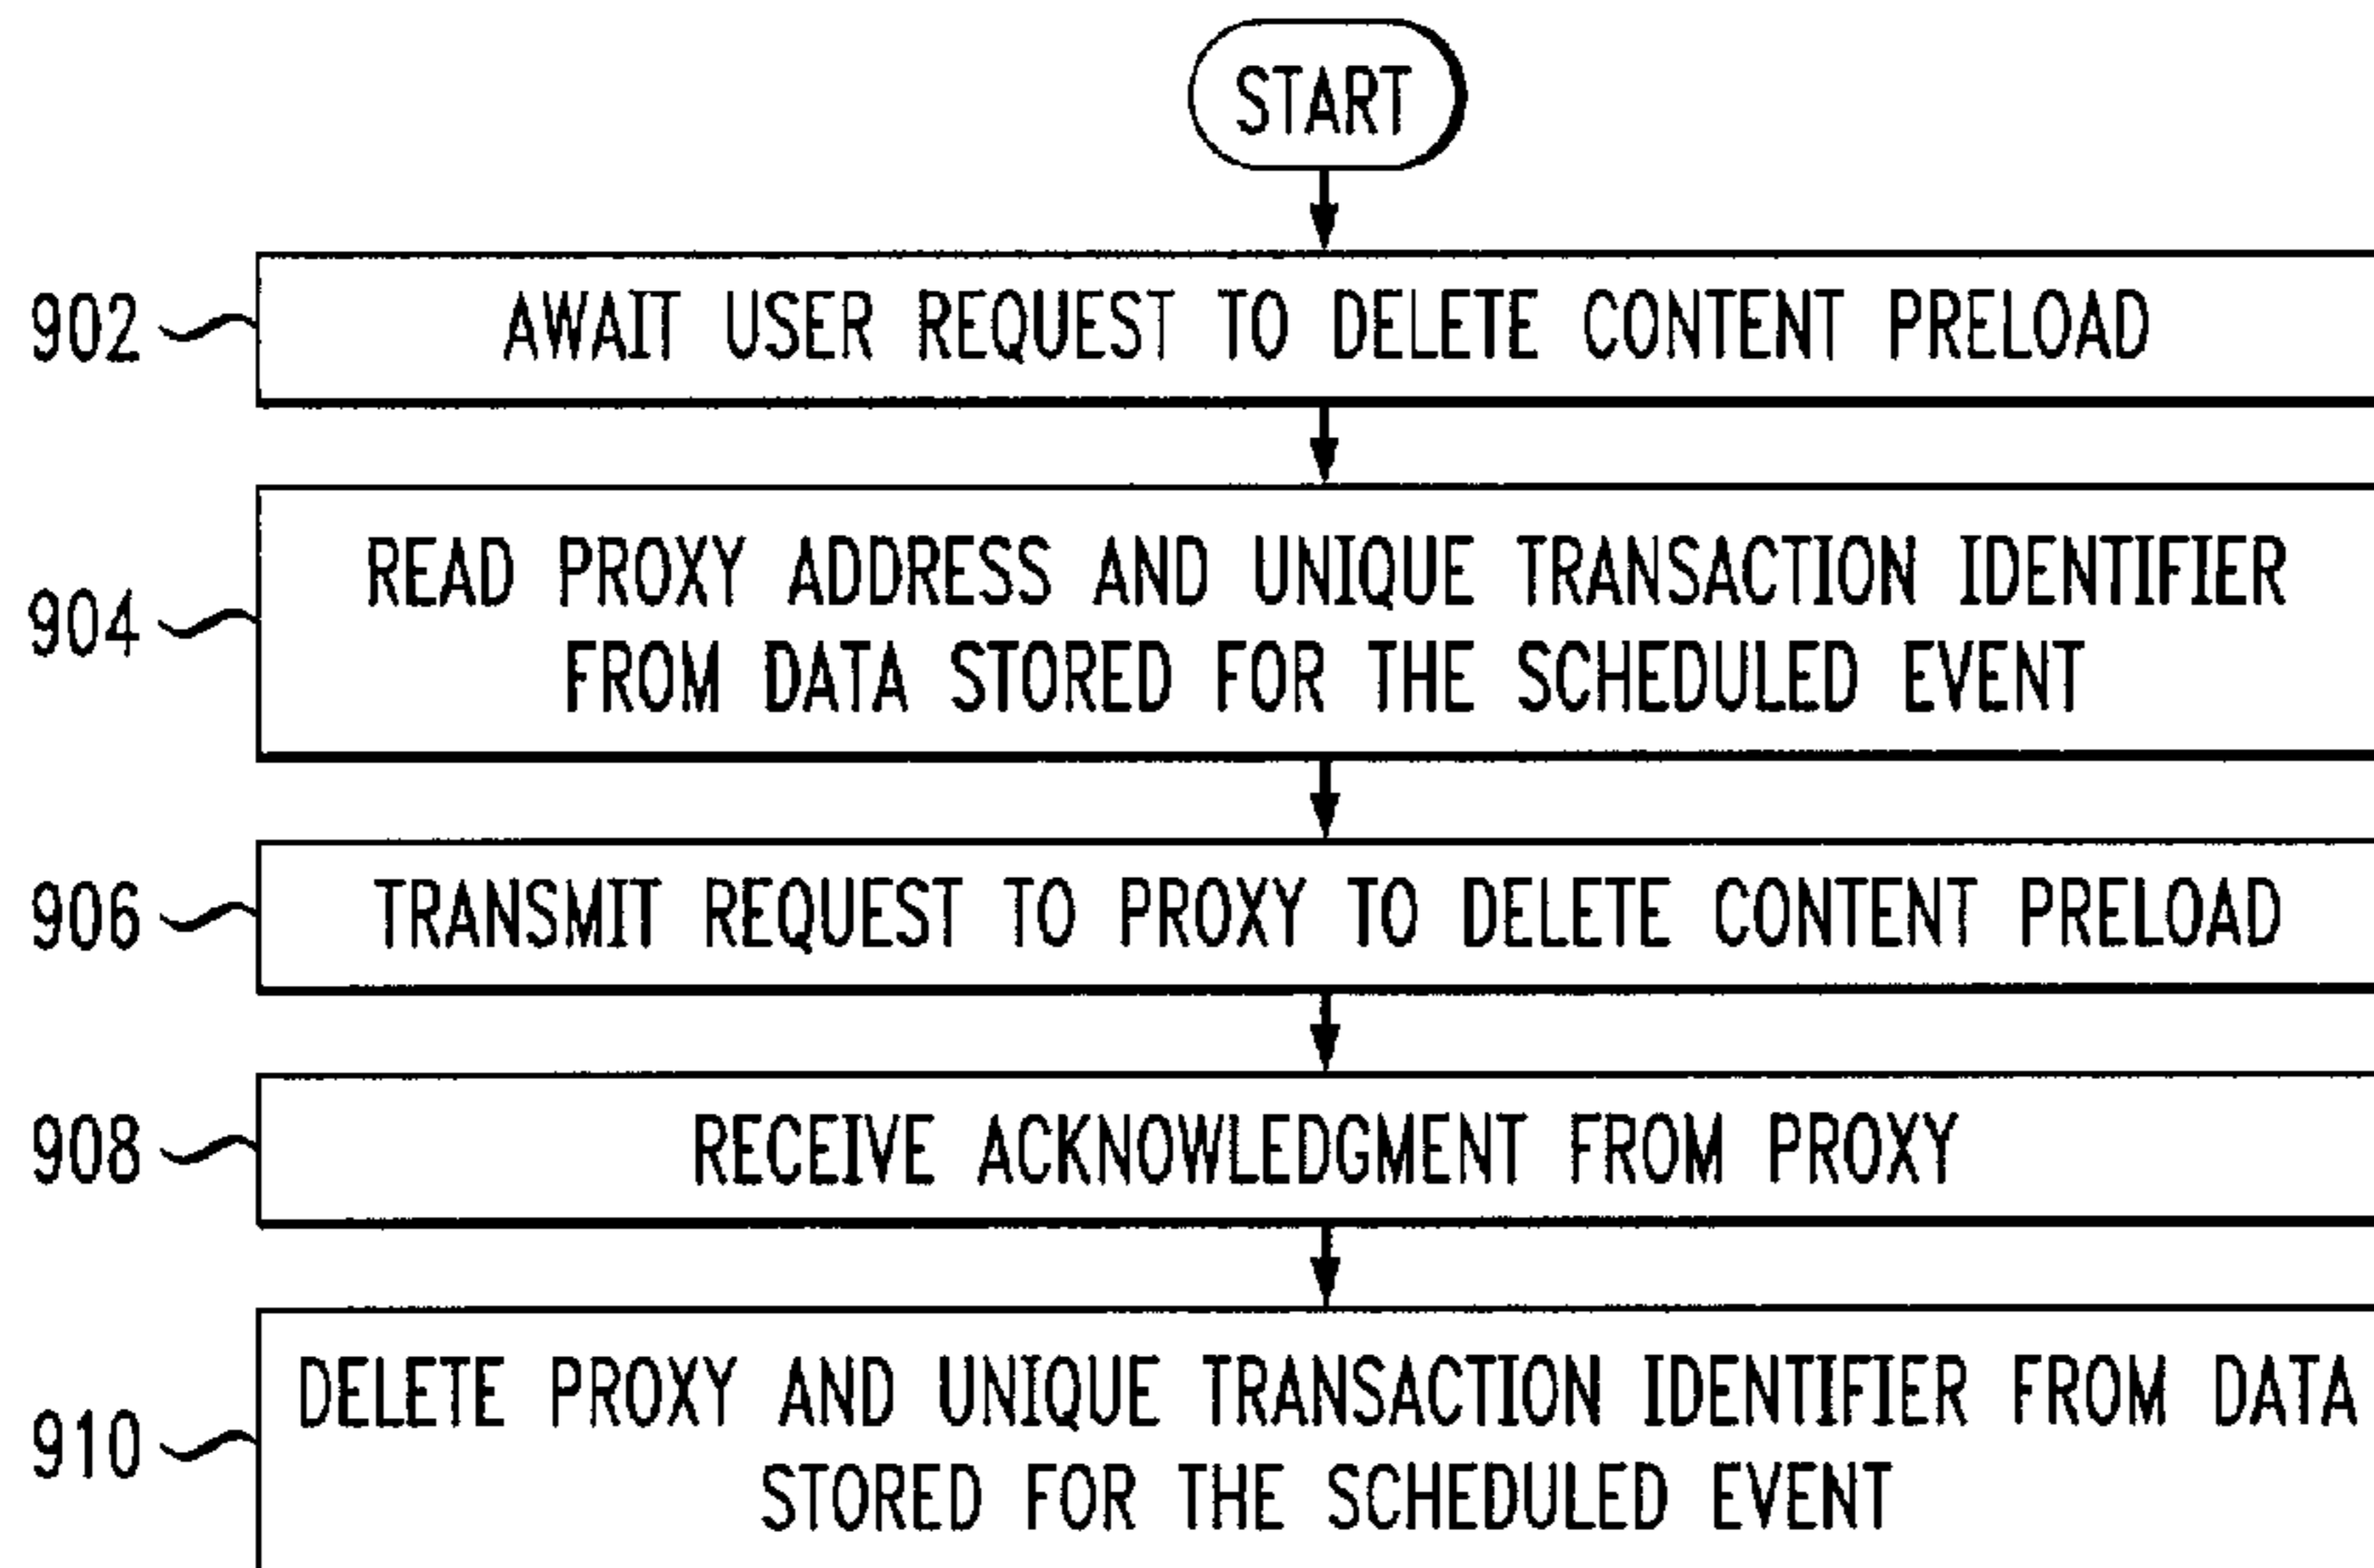 START
902
AWAIT USER REQUEST TO DELETE CONTENT PRELOAD
904
READ PROXY ADDRESS AND UNIQUE TRANSACTION IDENTIFIER
FROM DATA STORED FOR THE SCHEDULED EVENT
906
TRANSMIT REQUEST TO PROXY TO DELETE CONTENT PRELOAD
908
RECEIVE ACKNOWLEDGMENT FROM PROXY
910
DELETE PROXY AND UNIQUE TRANSACTION IDENTIFIER FROM DATA
STORED FOR THE SCHEDULED EVENT